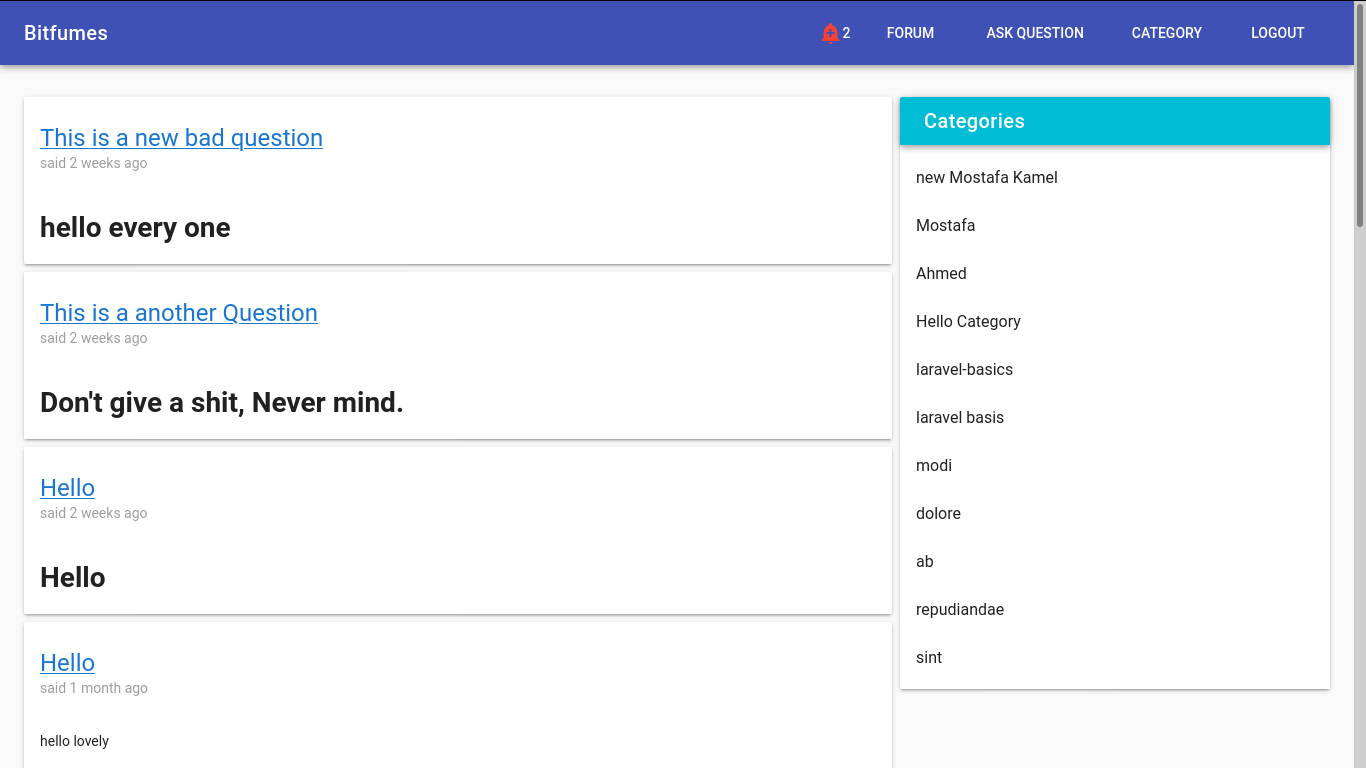 Bitfumes
2 FORUM ASK QUESTION CATEGORY LOGOUT
This is a new bad question
said 2 weeks ago
hello every one
This is a another Question
said 2 weeks ago
Don't give a shit, Never mind.
Hello
said 2 weeks ago
Hello
Hello
said 1 month ago
hello lovely
Categories
new Mostafa Kamel
Mostafa
Ahmed
Hello Category
laravel-basics
laravel basis
modi
dolore
ab
repudiandae
sint